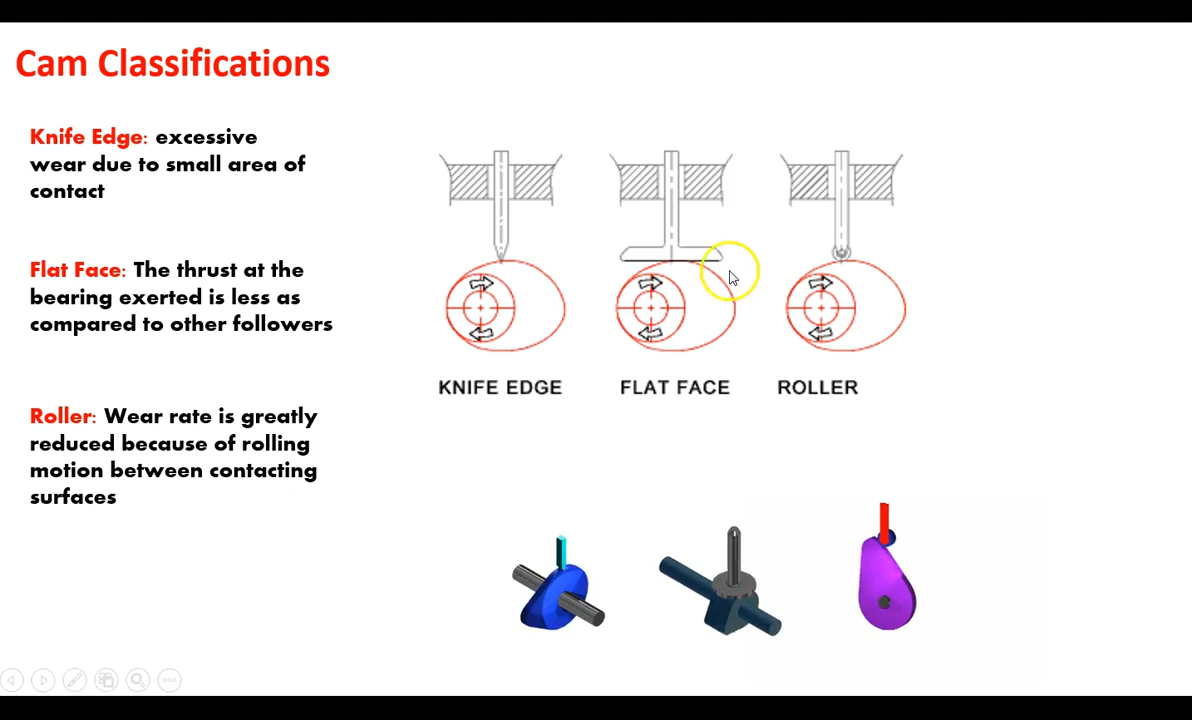 Cam Classifications
Knife Edge: excessive
wear due to small area of
contact
Flat Face: The thrust at the
bearing exerted is less as
compared to other followers
Roller: Wear rate is greatly
reduced because of rolling
motion between contacting
surfaces
KNIFE EDGE
FLAT FACE
ROLLER